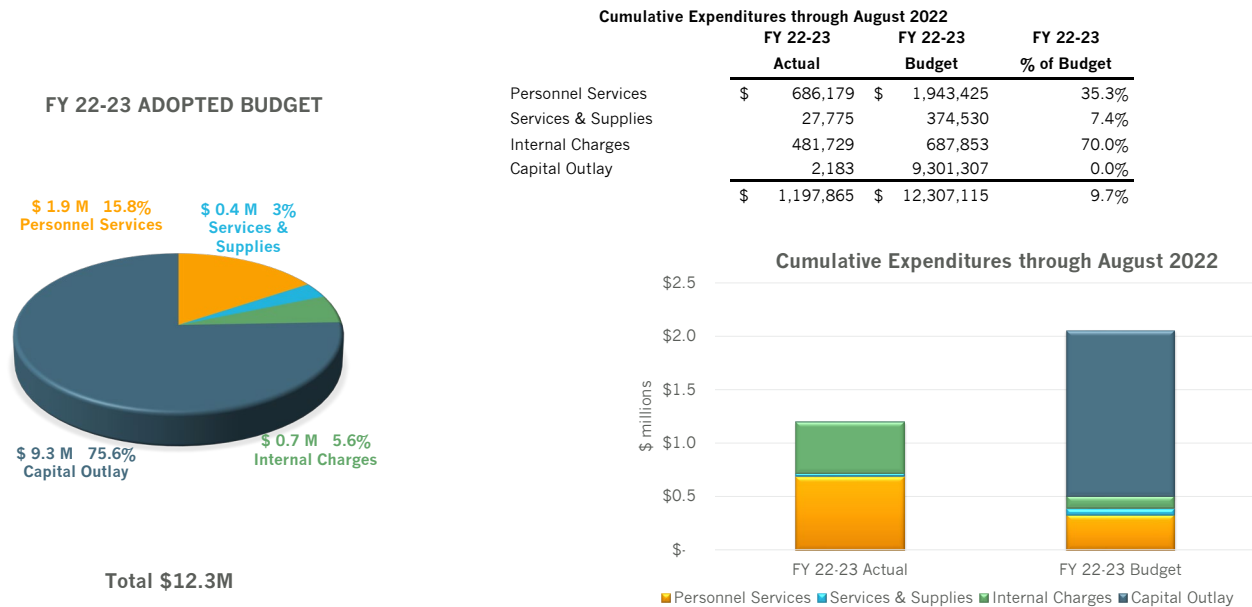 Cumulative Expenditures through August 2022
FY 22-23 FY 22-23 FY 22-23
Actual Budget % of Budget
Personnel Services $ 686,179 $ 1,943,425 35.3%
Services & Supplies 27,775 374,530 7.4%
Internal Charges 481,729 687,853 70.0%
Capital Outlay 2,183 9,301,307 0.0%
$ 1,197,865 $ 12,307,115 9.7%
FY 22-23 ADOPTED BUDGET
$ 1.9 M 15.8%
Personnel Services
$ 0.4 M 3%
Services &
Supplies
$ 9.3 M 75.6%
Capital Outlay
$ 0.7 M 5.6%
Internal Charges
Total $12.3M
Cumulative Expenditures through August 2022
$ millions
$2.5
$2.0
$1.5
$1.0
$0.5
$-
FY 22-23 Actual FY 22-23 Budget
Personnel Services Services & Supplies Internal Charges Capital Outlay